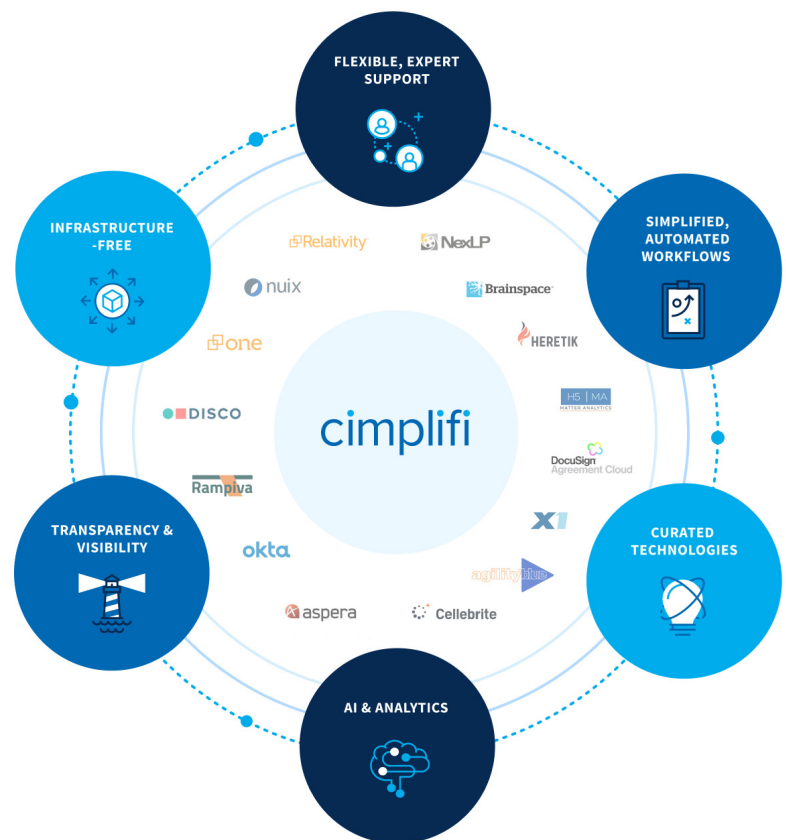 FLEXIBLE, EXPERT
SUPPORT
INFRASTRUCTURE
-FREE
SIMPLIFIED,
AUTOMATED
WORKFLOWS
Relativity
NexLP
nuix
Brainspace
one
HERETIK
DISCO
H5 | MA
MATTER ANALYTICS
cimplifi
DocuSign
Agreement Cloud
Rampiva
X1
okta
agilityblue
aspera
Cellebrite
TRANSPARENCY &
VISIBILITY
CURATED
TECHNOLOGIES
AI & ANALYTICS